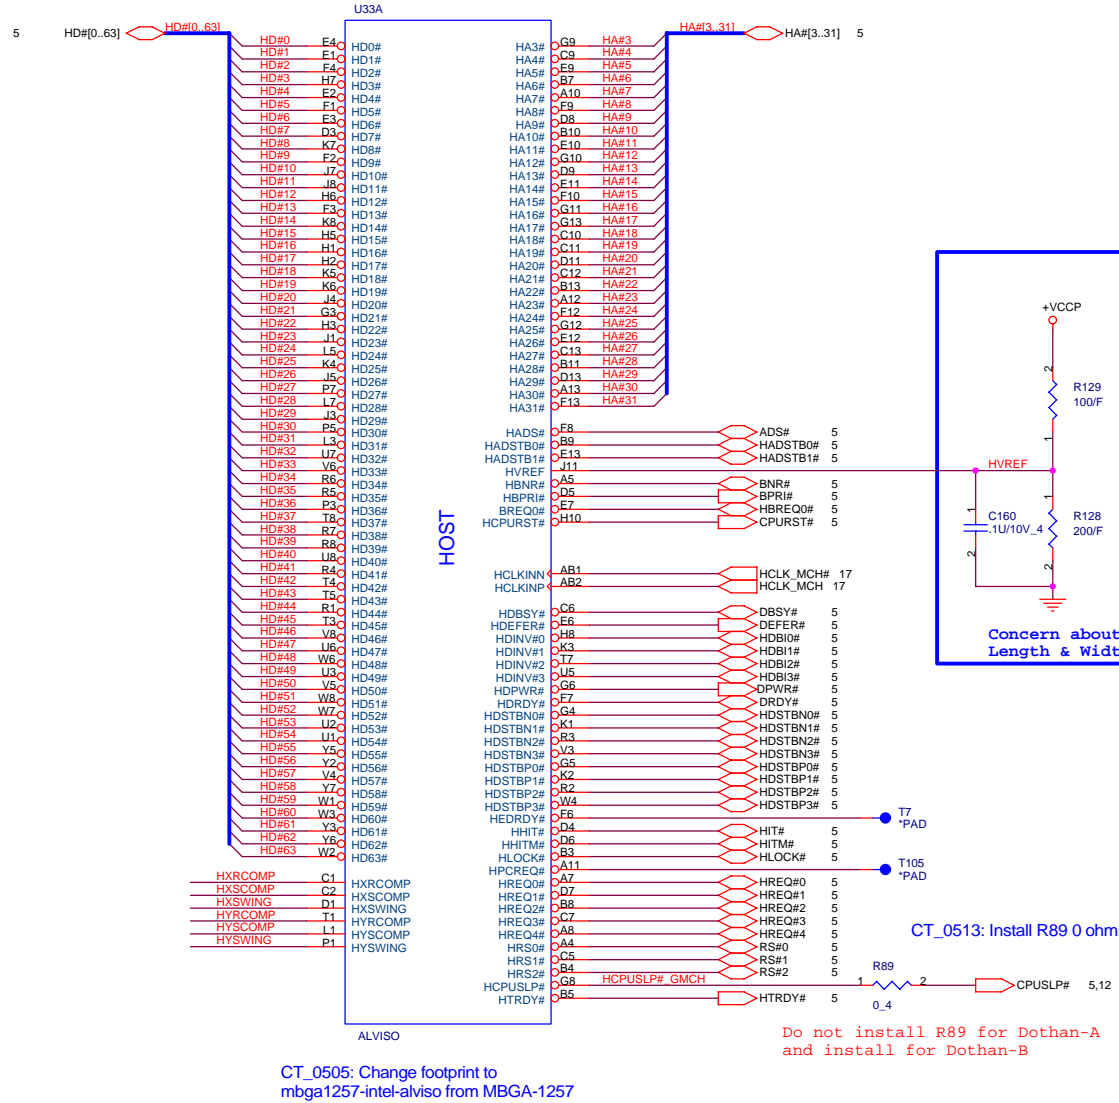 U33A
5 HD#[0..63] HD#[0..63] HA#[3..31] HA#[3..31] 5
HD#0 E4 HD0# HA3# G9 HA#3
HD#1 E1 HD1# HA4# C9 HA#4
HD#2 F4 HD2# HA5# E9 HA#5
HD#3 H7 HD3# HA6# B7 HA#6
HD#4 E2 HD4# HA7# A10 HA#7
HD#5 F1 HD5# HA8# F9 HA#8
HD#6 E3 HD6# HA9# D8 HA#9
HD#7 D3 HD7# HA10# B10 HA#10
HD#8 K7 HD8# HA11# E10 HA#11
HD#9 F2 HD9# HA12# G10 HA#12
HD#10 J7 HD10# HA13# D9 HA#13
HD#11 J8 HD11# HA14# E11 HA#14
HD#12 H6 HD12# HA15# F10 HA#15
HD#13 F3 HD13# HA16# G11 HA#16
HD#14 K8 HD14# HA17# G13 HA#17
HD#15 H5 HD15# HA18# C10 HA#18
HD#16 H1 HD16# HA19# C11 HA#19
HD#17 H2 HD17# HA20# D11 HA#20
HD#18 K5 HD18# HA21# C12 HA#21
HD#19 K6 HD19# HA22# B13 HA#22
HD#20 J4 HD20# HA23# A12 HA#23
HD#21 G3 HD21# HA24# F12 HA#24
HD#22 H3 HD22# HA25# G12 HA#25
HD#23 J1 HD23# HA26# E12 HA#26
HD#24 L5 HD24# HA27# C13 HA#27
HD#25 K4 HD25# HA28# B11 HA#28
HD#26 J5 HD26# HA29# D13 HA#29
HD#27 P7 HD27# HA30# A13 HA#30
HD#28 L7 HD28# HA31# F13 HA#31
HD#29 J3 HD29#
HD#30 P5 HD30# HADS# F8 ADS# 5
HD#31 L3 HD31# HADSTB0# B9 HADSTB0# 5
HD#32 U7 HD32# HADSTB1# E13 HADSTB1# 5
HD#33 V6 HD33# HVREF J11 HVREF
HD#34 R6 HD34# HBNR# A5 BNR# 5
HD#35 R5 HD35# HBPRI# D5 BPRI# 5
HD#36 P3 HD36# BREQ0# E7 HBREQ0# 5
HD#37 T8 HD37# HCPURST# H10 CPURST# 5
HD#38 R7 HD38#
HD#39 R8 HD39#
HD#40 U8 HD40#
HD#41 R4 HD41# HCLKINN AB1 HCLK_MCH# 17
HD#42 T4 HD42# HCLKINP AB2 HCLK_MCH 17
HD#43 T5 HD43#
HD#44 R1 HD44# HDBSY# C6 DBSY# 5
HD#45 T3 HD45# HDEFER# E6 DEFER# 5
HD#46 V8 HD46# HDINV#0 H8 HDBI0# 5
HD#47 U6 HD47# HDINV#1 K3 HDBI1# 5
HD#48 W6 HD48# HDINV#2 T7 HDBI2# 5
HD#49 U3 HD49# HDINV#3 U5 HDBI3# 5
HD#50 V5 HD50# HDPWR# G6 DPWR# 5
HD#51 W8 HD51# HDRDY# F7 DRDY# 5
HD#52 W7 HD52# HDSTBN0# G4 HDSTBN0# 5
HD#53 U2 HD53# HDSTBN1# K1 HDSTBN1# 5
HD#54 U1 HD54# HDSTBN2# R3 HDSTBN2# 5
HD#55 Y5 HD55# HDSTBN3# V3 HDSTBN3# 5
HD#56 Y2 HD56# HDSTBP0# G5 HDSTBP0# 5
HD#57 V4 HD57# HDSTBP1# K2 HDSTBP1# 5
HD#58 Y7 HD58# HDSTBP2# R2 HDSTBP2# 5
HD#59 W1 HD59# HDSTBP3# W4 HDSTBP3# 5
HD#60 W3 HD60# HEDRDY# F6 T7
*PAD
HD#61 Y3 HD61# HHIT# D4 HIT# 5
HD#62 Y6 HD62# HHITM# D6 HITM# 5
HD#63 W2 HD63# HLOCK# B3 HLOCK# 5
HPCREQ# A11 T105
*PAD
HXRCOMP C1 HXRCOMP HREQ0# A7 HREQ#0 5
HXSCOMP C2 HXSCOMP HREQ1# D7 HREQ#1 5
HXSWING D1 HXSWING HREQ2# B8 HREQ#2 5
HYRCOMP T1 HYRCOMP HREQ3# C7 HREQ#3 5
HYSCOMP L1 HYSCOMP HREQ4# A8 HREQ#4 5
HYSWING P1 HYSWING HRS0# A4 RS#0 5
HRS1# C5 RS#1 5
HRS2# B4 RS#2 5
HCPUSLP# G8 HCPUSLP#_GMCH 1 R89 2 CPUSLP# 5,12
0_4
HTRDY# B5 HTRDY# 5
HOST
ALVISO
+VCCP
2
R129
100/F
1
1
C160
.1U/10V_4
2
1
R128
200/F
2
Concern about
Length & Widt
CT_0513: Install R89 0 ohm
Do not install R89 for Dothan-A
and install for Dothan-B
CT_0505: Change footprint to
mbga1257-intel-alviso from MBGA-1257